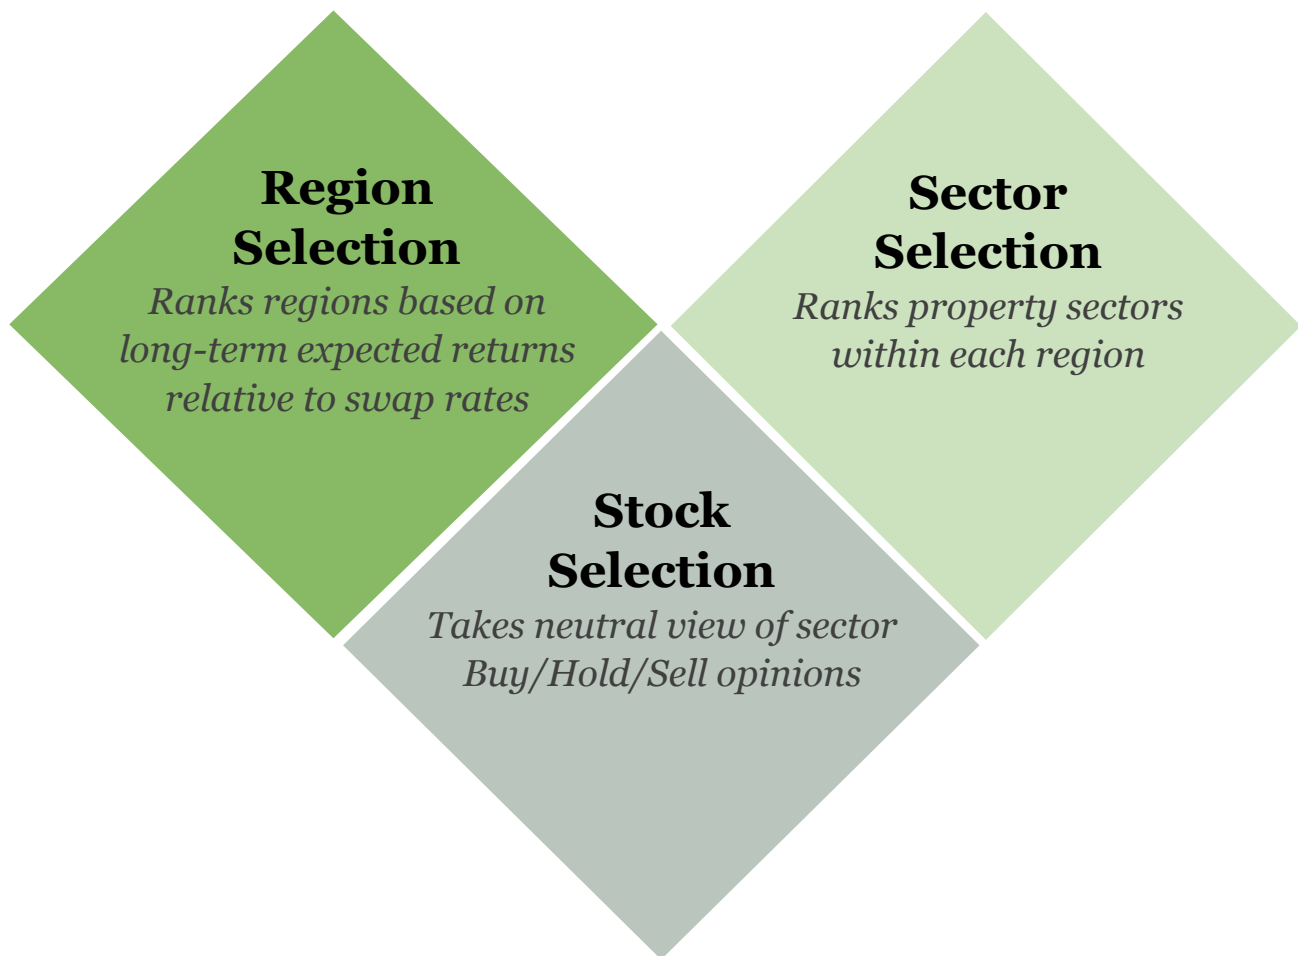 Region
Selection
Ranks regions based on
long-term expected returns
relative to swap rates
Sector
Selection
Ranks property sectors
within each region
Stock
Selection
Takes neutral view of sector
Buy/Hold/Sell opinions